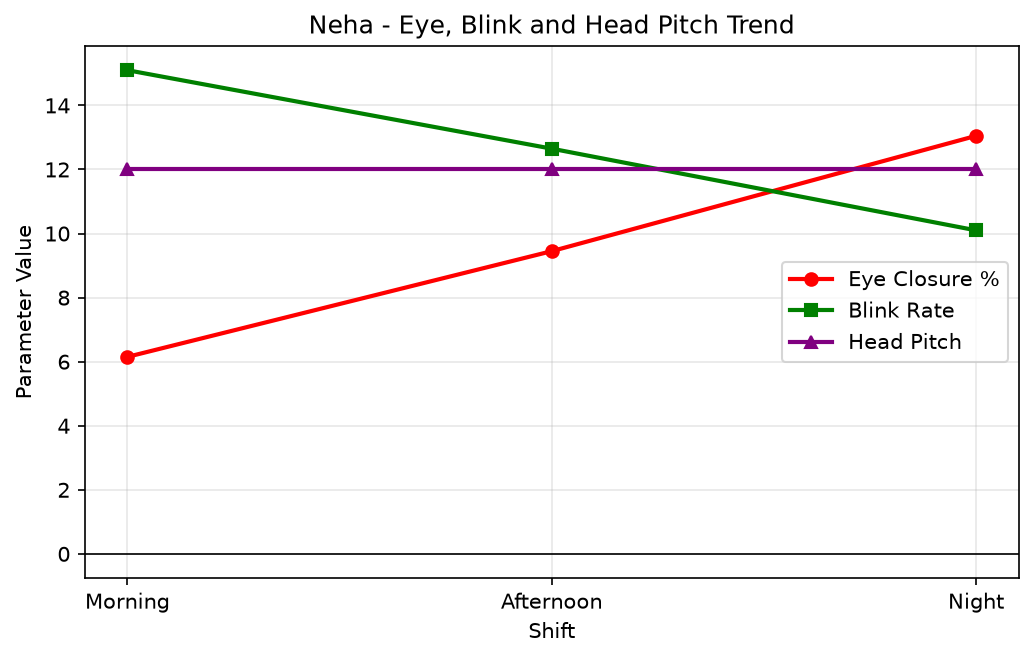 Neha - Eye, Blink and Head Pitch Trend
Parameter Value
14
12
10
8
6
4
2
0
Eye Closure %
Blink Rate
Head Pitch
Morning
Afternoon
Night
Shift